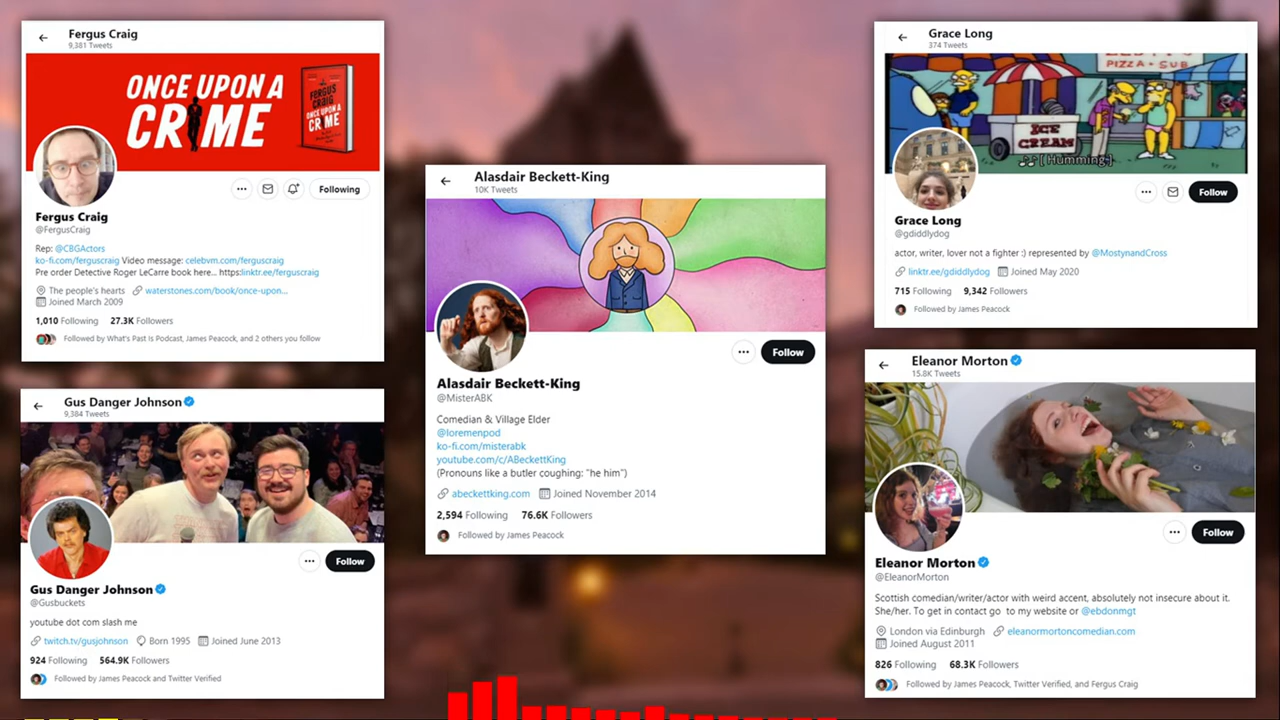 Fergus Craig
9,381 Tweets
ONCE UPON A
CRIME
FERGUS
CRAIG
ONCE UPON
A CRIME
Following
Fergus Craig
@FergusCraig
Rep: @CBGActors
ko-fi.com/ferguscraig Video message: celebvm.com/ferguscraig
Pre order Detective Roger LeCarre book here... https:linktr.ee/ferguscraig
The people's hearts waterstones.com/book/once-upon...
Joined March 2009
1,010 Following 27.3K Followers
Followed by What's Past Is Podcast, James Peacock, and 2 others you follow
Gus Danger Johnson
9,384 Tweets
Follow
Gus Danger Johnson
@Gusbuckets
youtube dot com slash me
twitch.tv/gusjohnson Born 1995 Joined June 2013
924 Following 564.9K Followers
Followed by James Peacock and Twitter Verified
Alasdair Beckett-King
10K Tweets
Follow
Alasdair Beckett-King
@MisterABK
Comedian & Village Elder
@loremenpod
ko-fi.com/misterabk
youtube.com/c/ABeckettKing
(Pronouns like a butler coughing: "he him")
abeckettking.com Joined November 2014
2,594 Following 76.6K Followers
Followed by James Peacock
Grace Long
374 Tweets
PIZZA - SUB
ICE
CREAM
♪♪[Humming]
Follow
Grace Long
@gdiddlydog
actor, writer, lover not a fighter :) represented by @MostynandCross
linktr.ee/gdiddlydog Joined May 2020
715 Following 9,342 Followers
Followed by James Peacock
Eleanor Morton
15.8K Tweets
Follow
Eleanor Morton
@EleanorMorton
Scottish comedian/writer/actor with weird accent, absolutely not insecure about it.
She/her. To get in contact go to my website or @ebdonmgt
London via Edinburgh eleanormortoncomedian.com
Joined August 2011
826 Following 68.3K Followers
Followed by James Peacock, Twitter Verified, and Fergus Craig